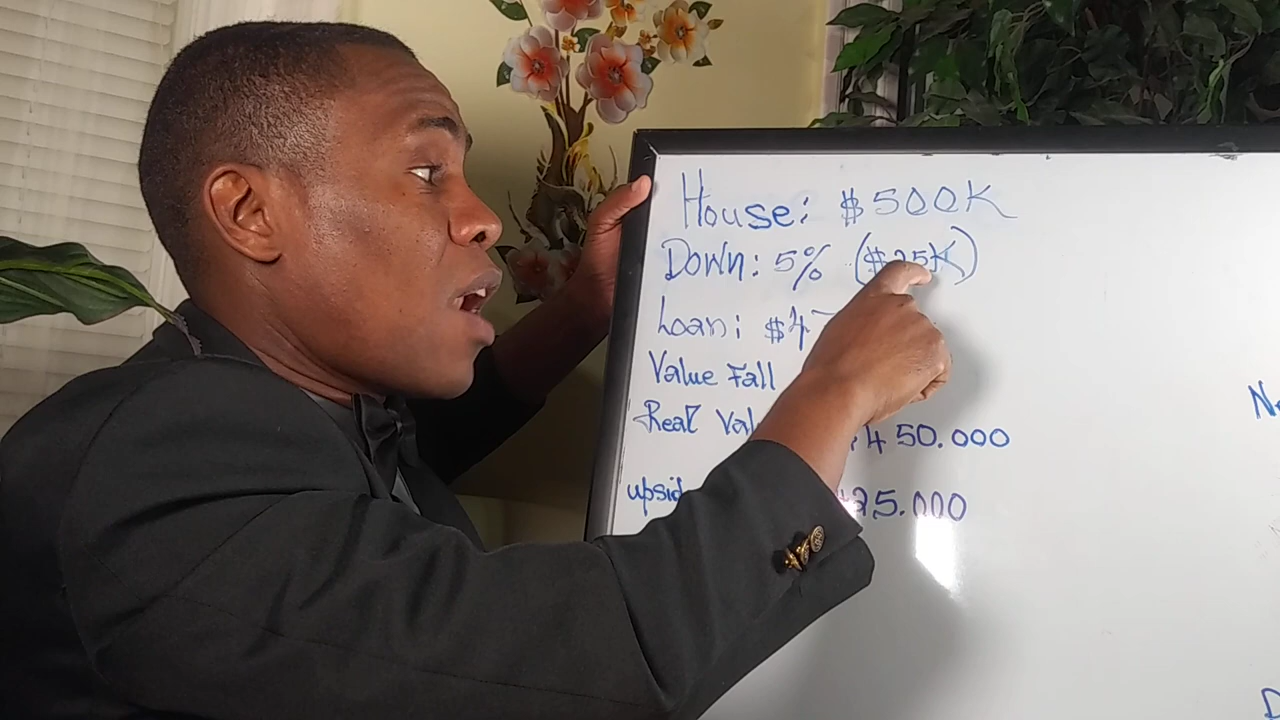 House: $500K
Down: 5% ($25K)
Loan: $4
Value Fall
Real Val 450.000
upsid $25.000